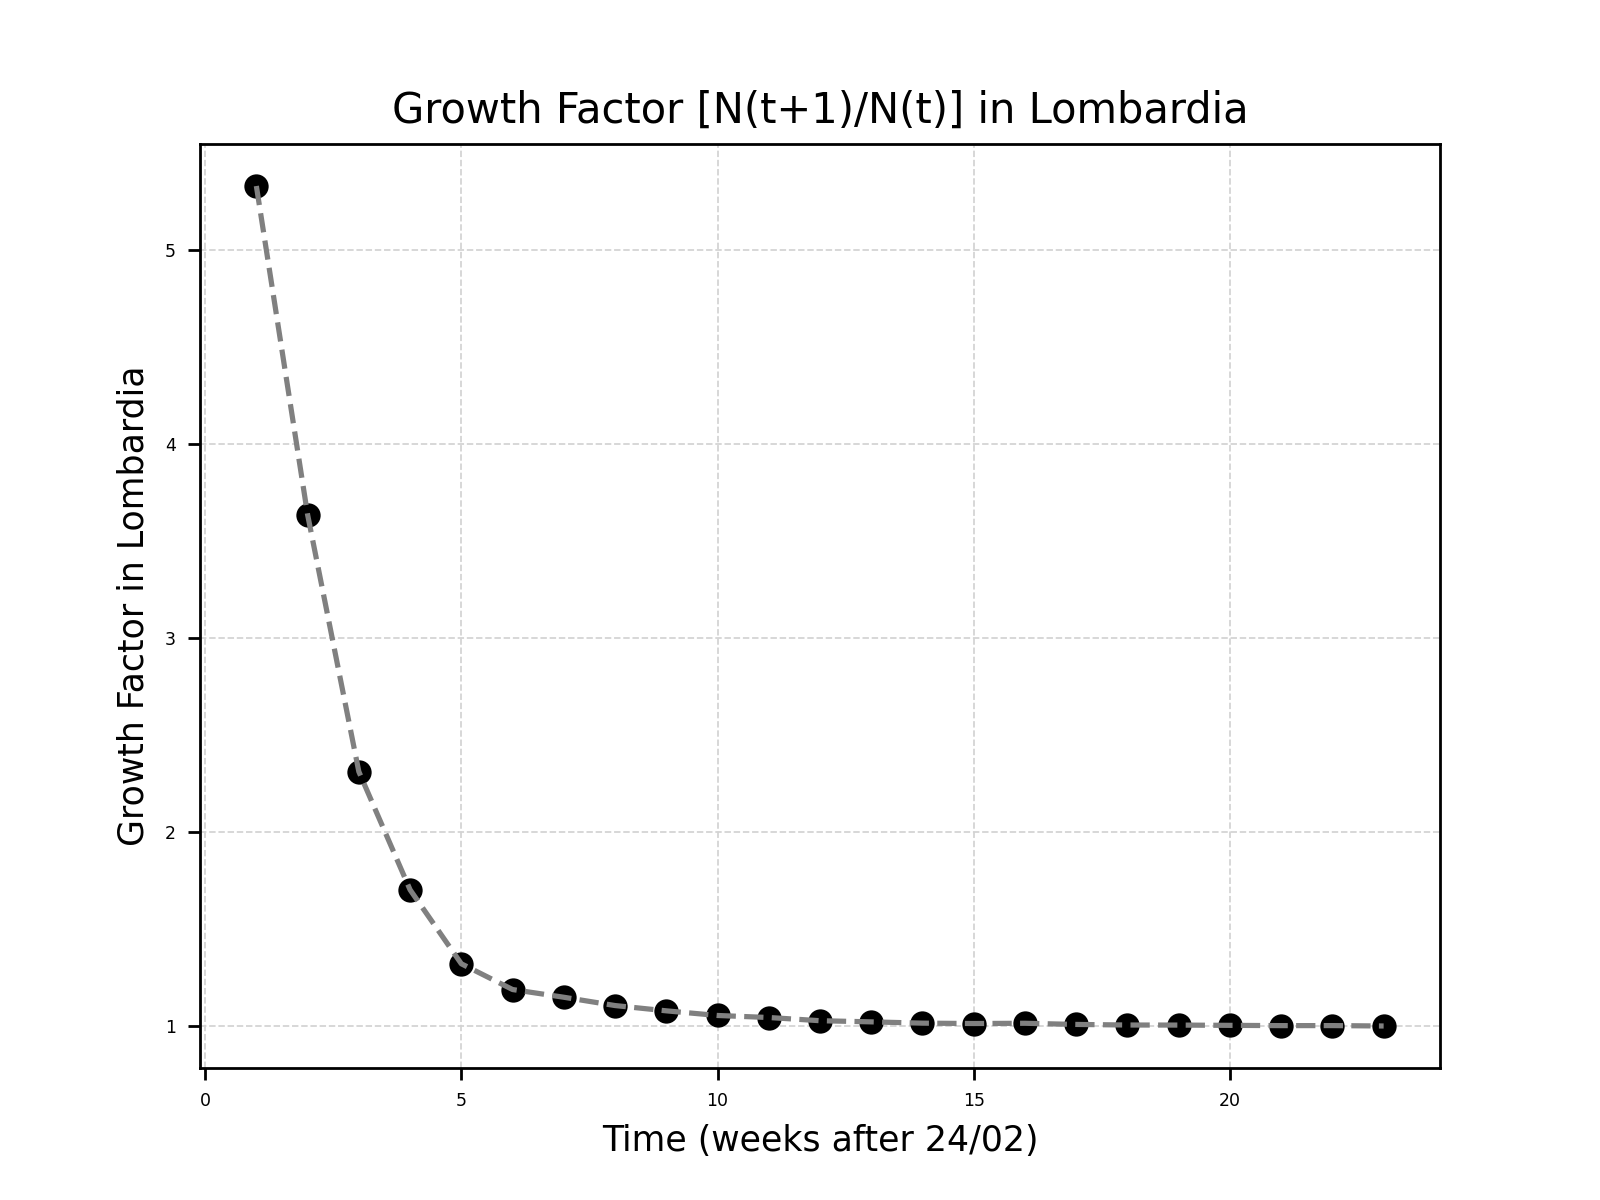 Growth Factor [N(t+1)/N(t)] in Lombardia
Growth Factor in Lombardia
5
4
3
2
1
0 5 10 15 20
Time (weeks after 24/02)